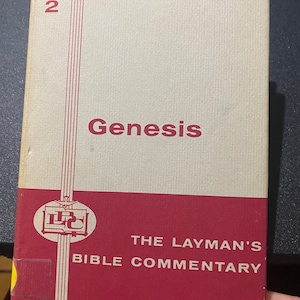 2
Genesis
LBC
THE LAYMAN'S
BIBLE COMMENTARY